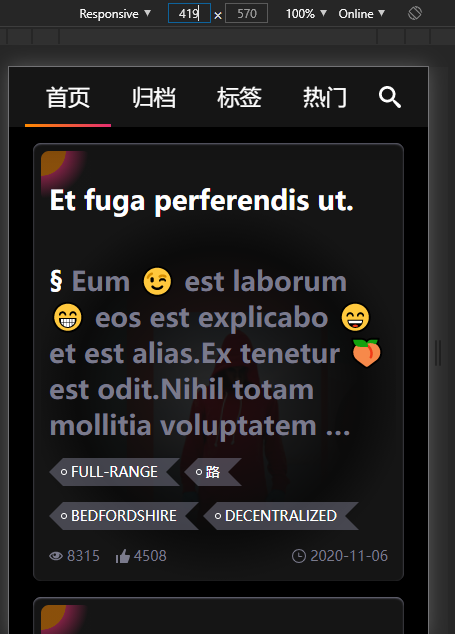 Responsive ▼ 419 × 570 100% ▼ Online ▼
首页 归档 标签 热门
Et fuga perferendis ut.
§ Eum 😉 est laborum
😁 eos est explicabo 😄
et est alias.Ex tenetur 🍑
est odit.Nihil totam
mollitia voluptatem ...
FULL-RANGE 路
BEDFORDSHIRE DECENTRALIZED
8315 4508 2020-11-06